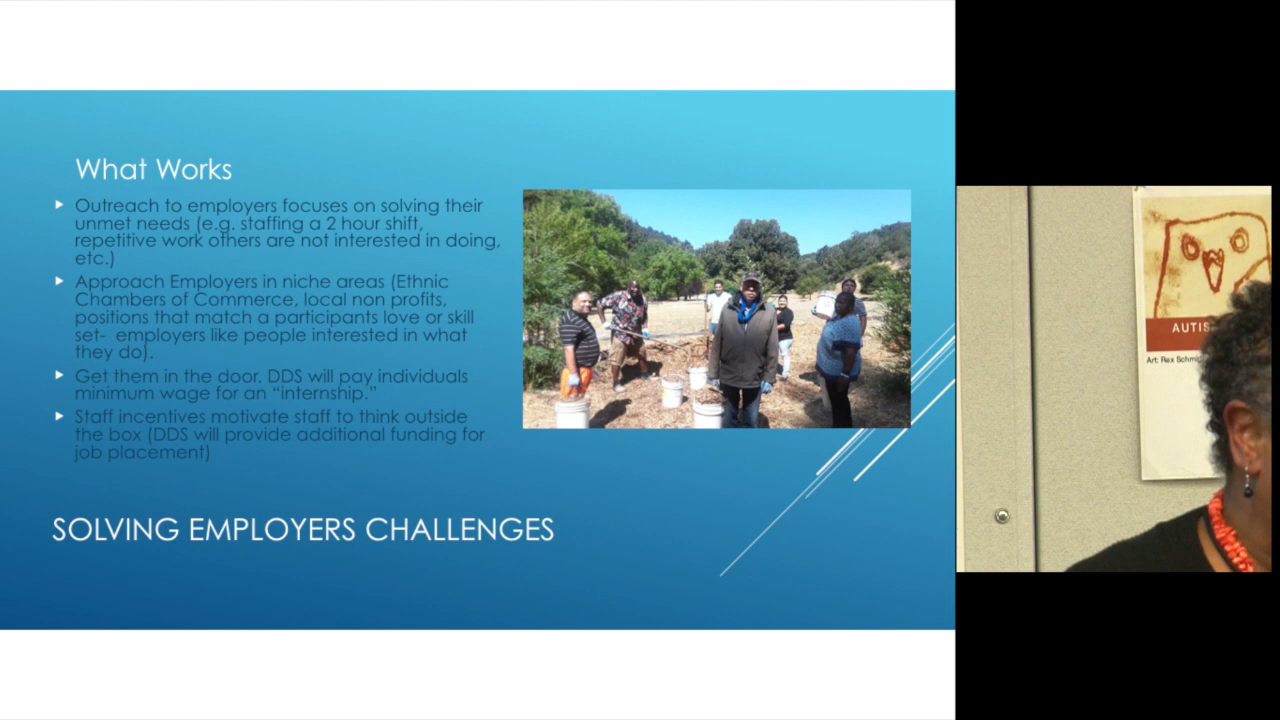 What Works
Outreach to employers focuses on solving their
unmet needs (e.g. staffing a 2 hour shift,
repetitive work others are not interested in doing,
etc.)
Approach Employers in niche areas (Ethnic
Chambers of Commerce, local non profits,
positions that match a participants love or skill
set- employers like people interested in what
they do).
Get them in the door. DDS will pay individuals
minimum wage for an “internship.”
Staff incentives motivate staff to think outside
the box (DDS will provide additional funding for
job placement)
SOLVING EMPLOYERS CHALLENGES
Art: Rex